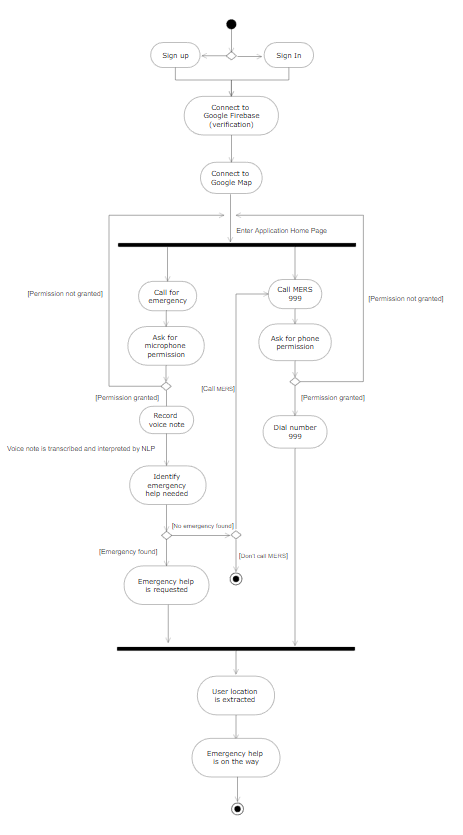 Sign up
Sign In
Connect to
Google Firebase
(verification)
Connect to
Google Map
Enter Application Home Page
Call for
emergency
Call MERS
999
[Permission not granted]
[Permission not granted]
Ask for
microphone
permission
Ask for phone
permission
[Call MERS]
[Permission granted]
[Permission granted]
Record
voice note
Dial number
999
Voice note is transcribed and interpreted by NLP
Identify
emergency
help needed
[No emergency found]
[Emergency found]
[Don't call MERS]
Emergency help
is requested
User location
is extracted
Emergency help
is on the way